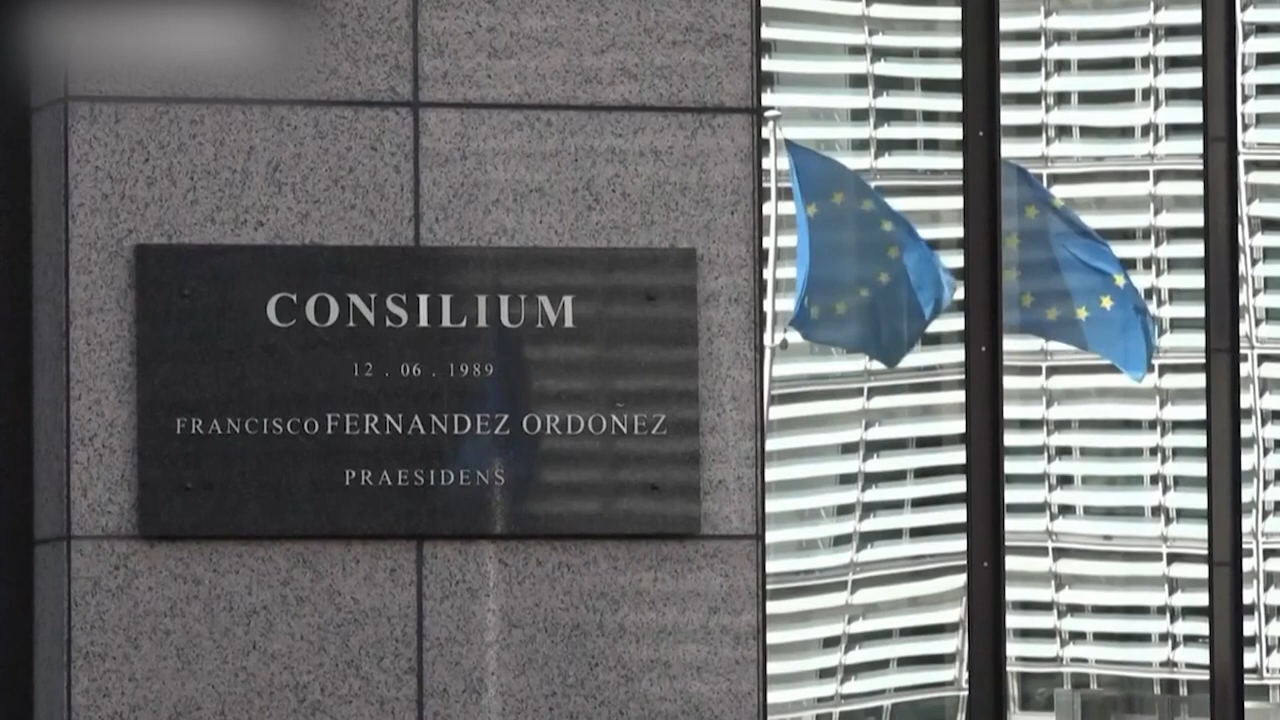 CONSILIUM
12 . 06 . 1989
FRANCISCO FERNANDEZ ORDOÑEZ
PRAESIDENS